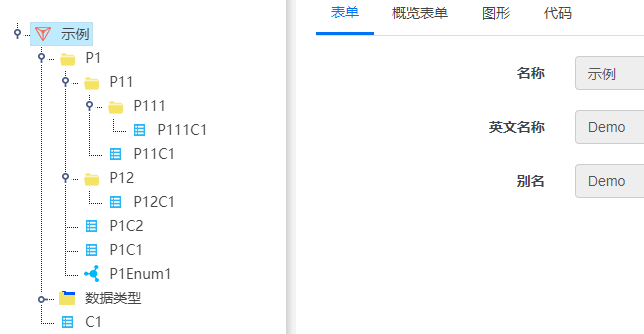 示例
P1
P11
P111
P111C1
P11C1
P12
P12C1
P1C2
P1C1
P1Enum1
数据类型
C1
表单 概览表单 图形 代码
名称 示例
英文名称 Demo
别名 Demo